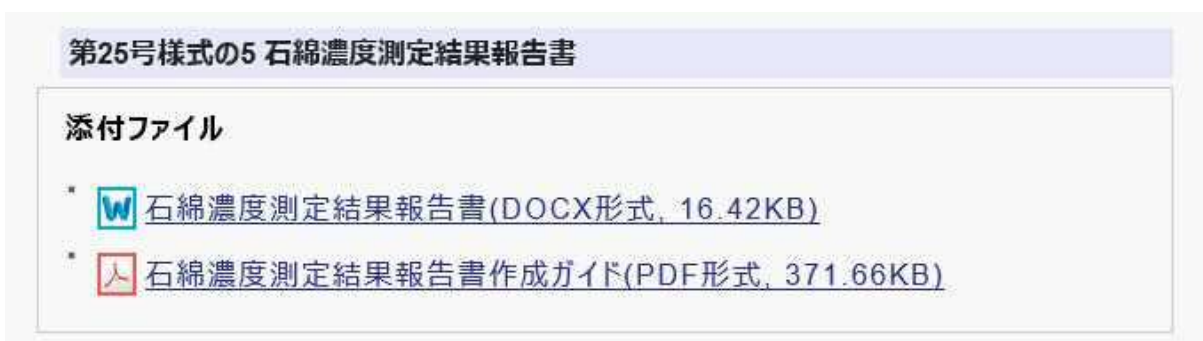 第25号様式の5 石綿濃度測定結果報告書
添付ファイル
石綿濃度測定結果報告書(DOCX形式, 16.42KB)
石綿濃度測定結果報告書作成ガイド(PDF形式, 371.66KB)